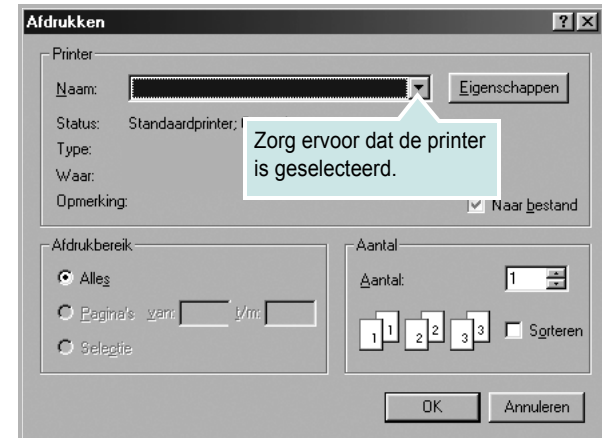 Afdrukken
Printer
Naam:
Eigenschappen
Status: Standaardprinter;
Zorg ervoor dat de printer
is geselecteerd.
Type:
Waar:
Opmerking:
Naar bestand
Afdrukbereik
Alles
Pagina's van: t/m:
Selectie
Aantal
Aantal: 1
1 1 2 2 3 3
Sorteren
OK Annuleren